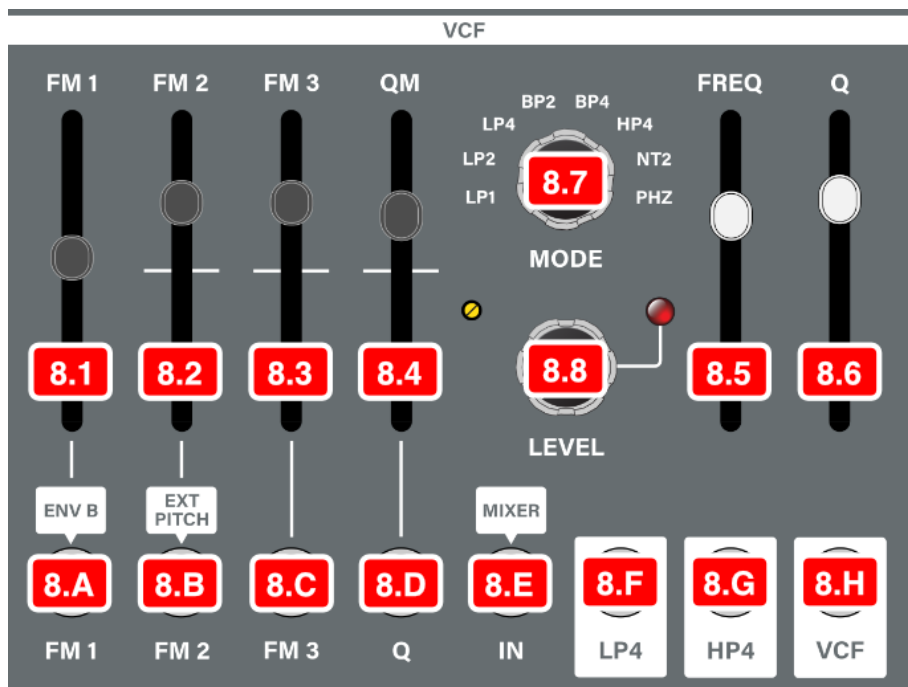 VCF
FM 1 FM 2 FM 3 QM FREQ Q
BP2 BP4
LP4 HP4
LP2 NT2
LP1 8.7 PHZ
MODE
8.1 8.2 8.3 8.4 8.8 8.5 8.6
LEVEL
ENV B EXT PITCH MIXER
8.A 8.B 8.C 8.D 8.E 8.F 8.G 8.H
FM 1 FM 2 FM 3 Q IN LP4 HP4 VCF